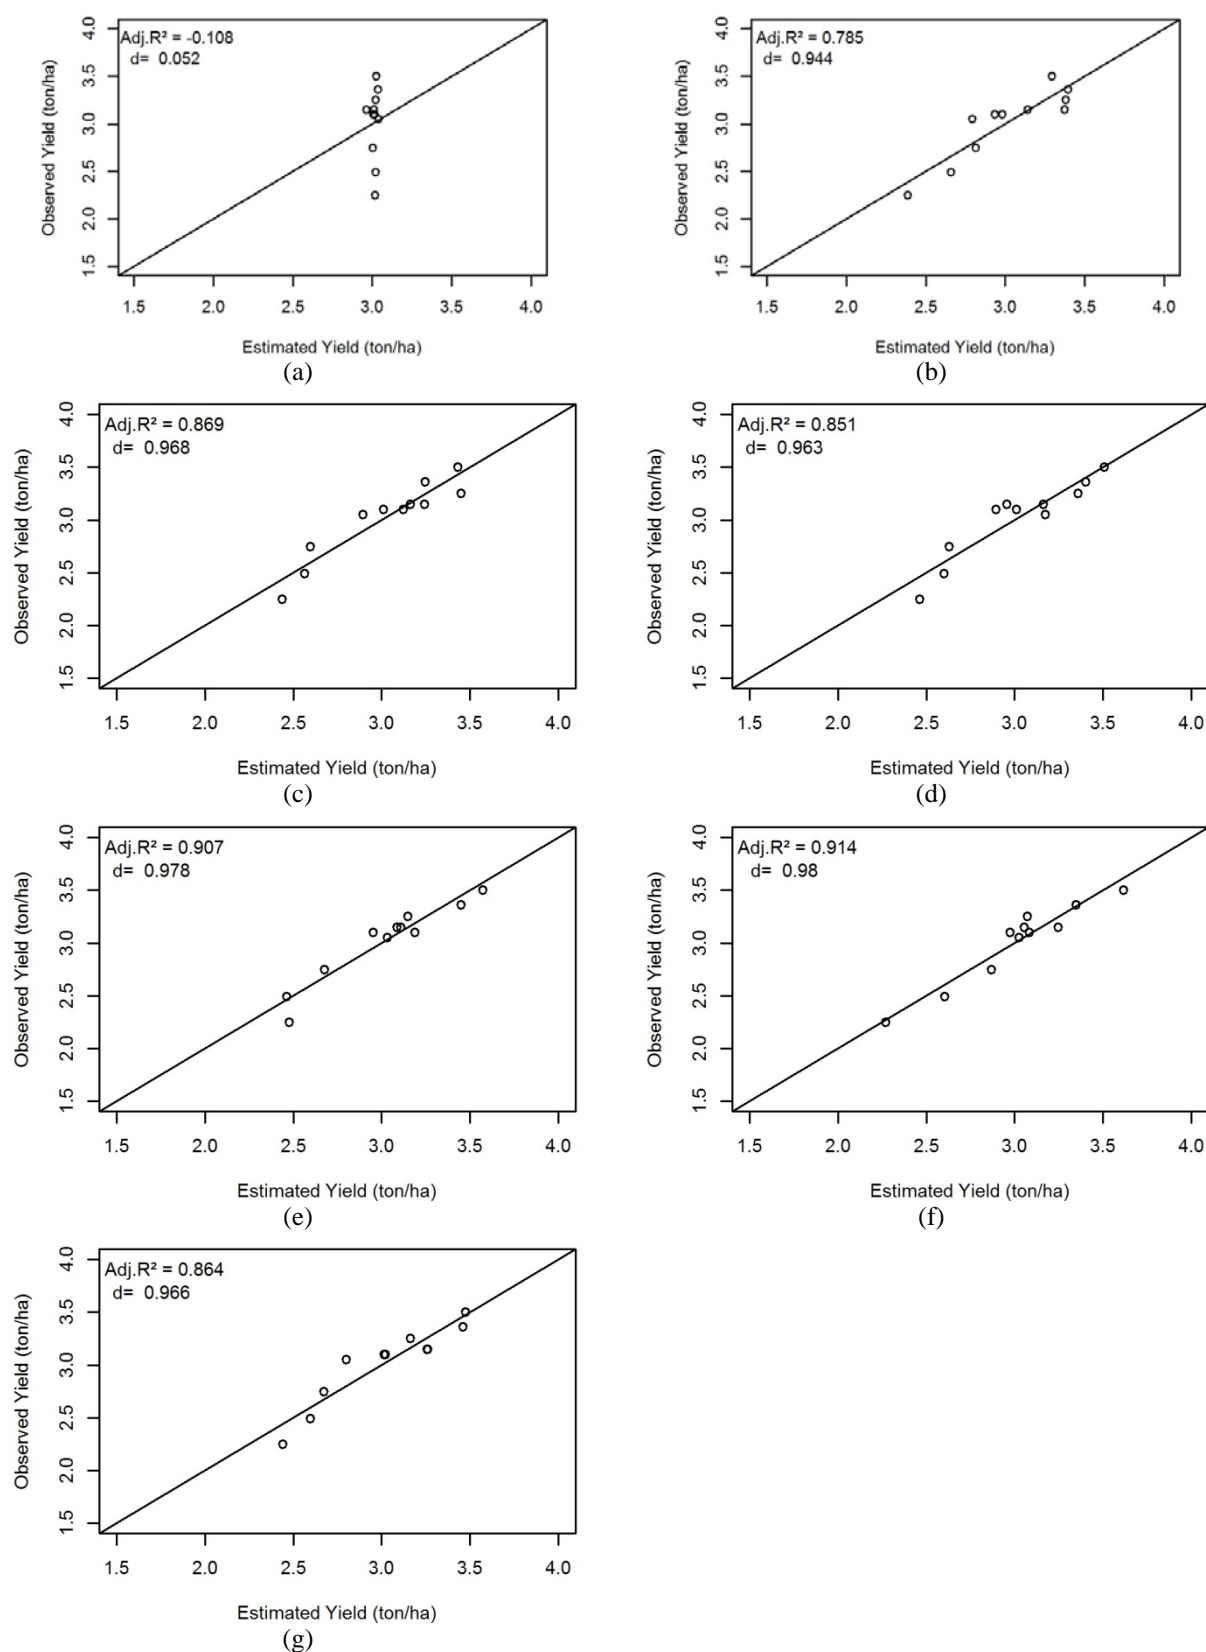 Adj.R² = -0.108
d= 0.052
4.0
3.5
3.0
2.5
2.0
1.5
Observed Yield (ton/ha)
1.5 2.0 2.5 3.0 3.5 4.0
Estimated Yield (ton/ha)
(a)
Adj.R² = 0.785
d= 0.944
4.0
3.5
3.0
2.5
2.0
1.5
Observed Yield (ton/ha)
1.5 2.0 2.5 3.0 3.5 4.0
Estimated Yield (ton/ha)
(b)
Adj.R² = 0.869
d= 0.968
4.0
3.5
3.0
2.5
2.0
1.5
Observed Yield (ton/ha)
1.5 2.0 2.5 3.0 3.5 4.0
Estimated Yield (ton/ha)
(c)
Adj.R² = 0.851
d= 0.963
4.0
3.5
3.0
2.5
2.0
1.5
Observed Yield (ton/ha)
1.5 2.0 2.5 3.0 3.5 4.0
Estimated Yield (ton/ha)
(d)
Adj.R² = 0.907
d= 0.978
4.0
3.5
3.0
2.5
2.0
1.5
Observed Yield (ton/ha)
1.5 2.0 2.5 3.0 3.5 4.0
Estimated Yield (ton/ha)
(e)
Adj.R² = 0.914
d= 0.98
4.0
3.5
3.0
2.5
2.0
1.5
Observed Yield (ton/ha)
1.5 2.0 2.5 3.0 3.5 4.0
Estimated Yield (ton/ha)
(f)
Adj.R² = 0.864
d= 0.966
4.0
3.5
3.0
2.5
2.0
1.5
Observed Yield (ton/ha)
1.5 2.0 2.5 3.0 3.5 4.0
Estimated Yield (ton/ha)
(g)